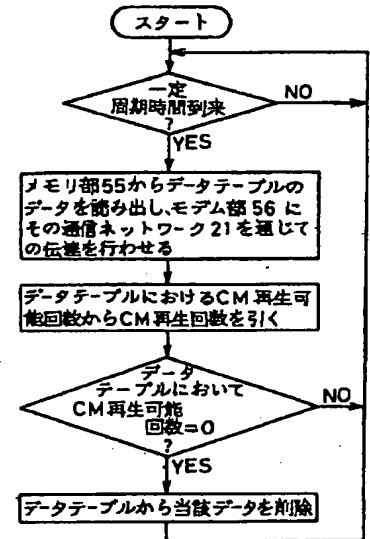 スタート
一定
周期時間到来
?
NO
YES
メモリ部55からデータテーブルの
データを読み出し、モデム部56に
その通信ネットワーク21を通じて
の伝達を行わせる
データテーブルにおけるCM再生可
能回数からCM再生回数を引く
データ
テーブルにおいて
CM再生可能
回数=0
?
NO
YES
データテーブルから当該データを削除